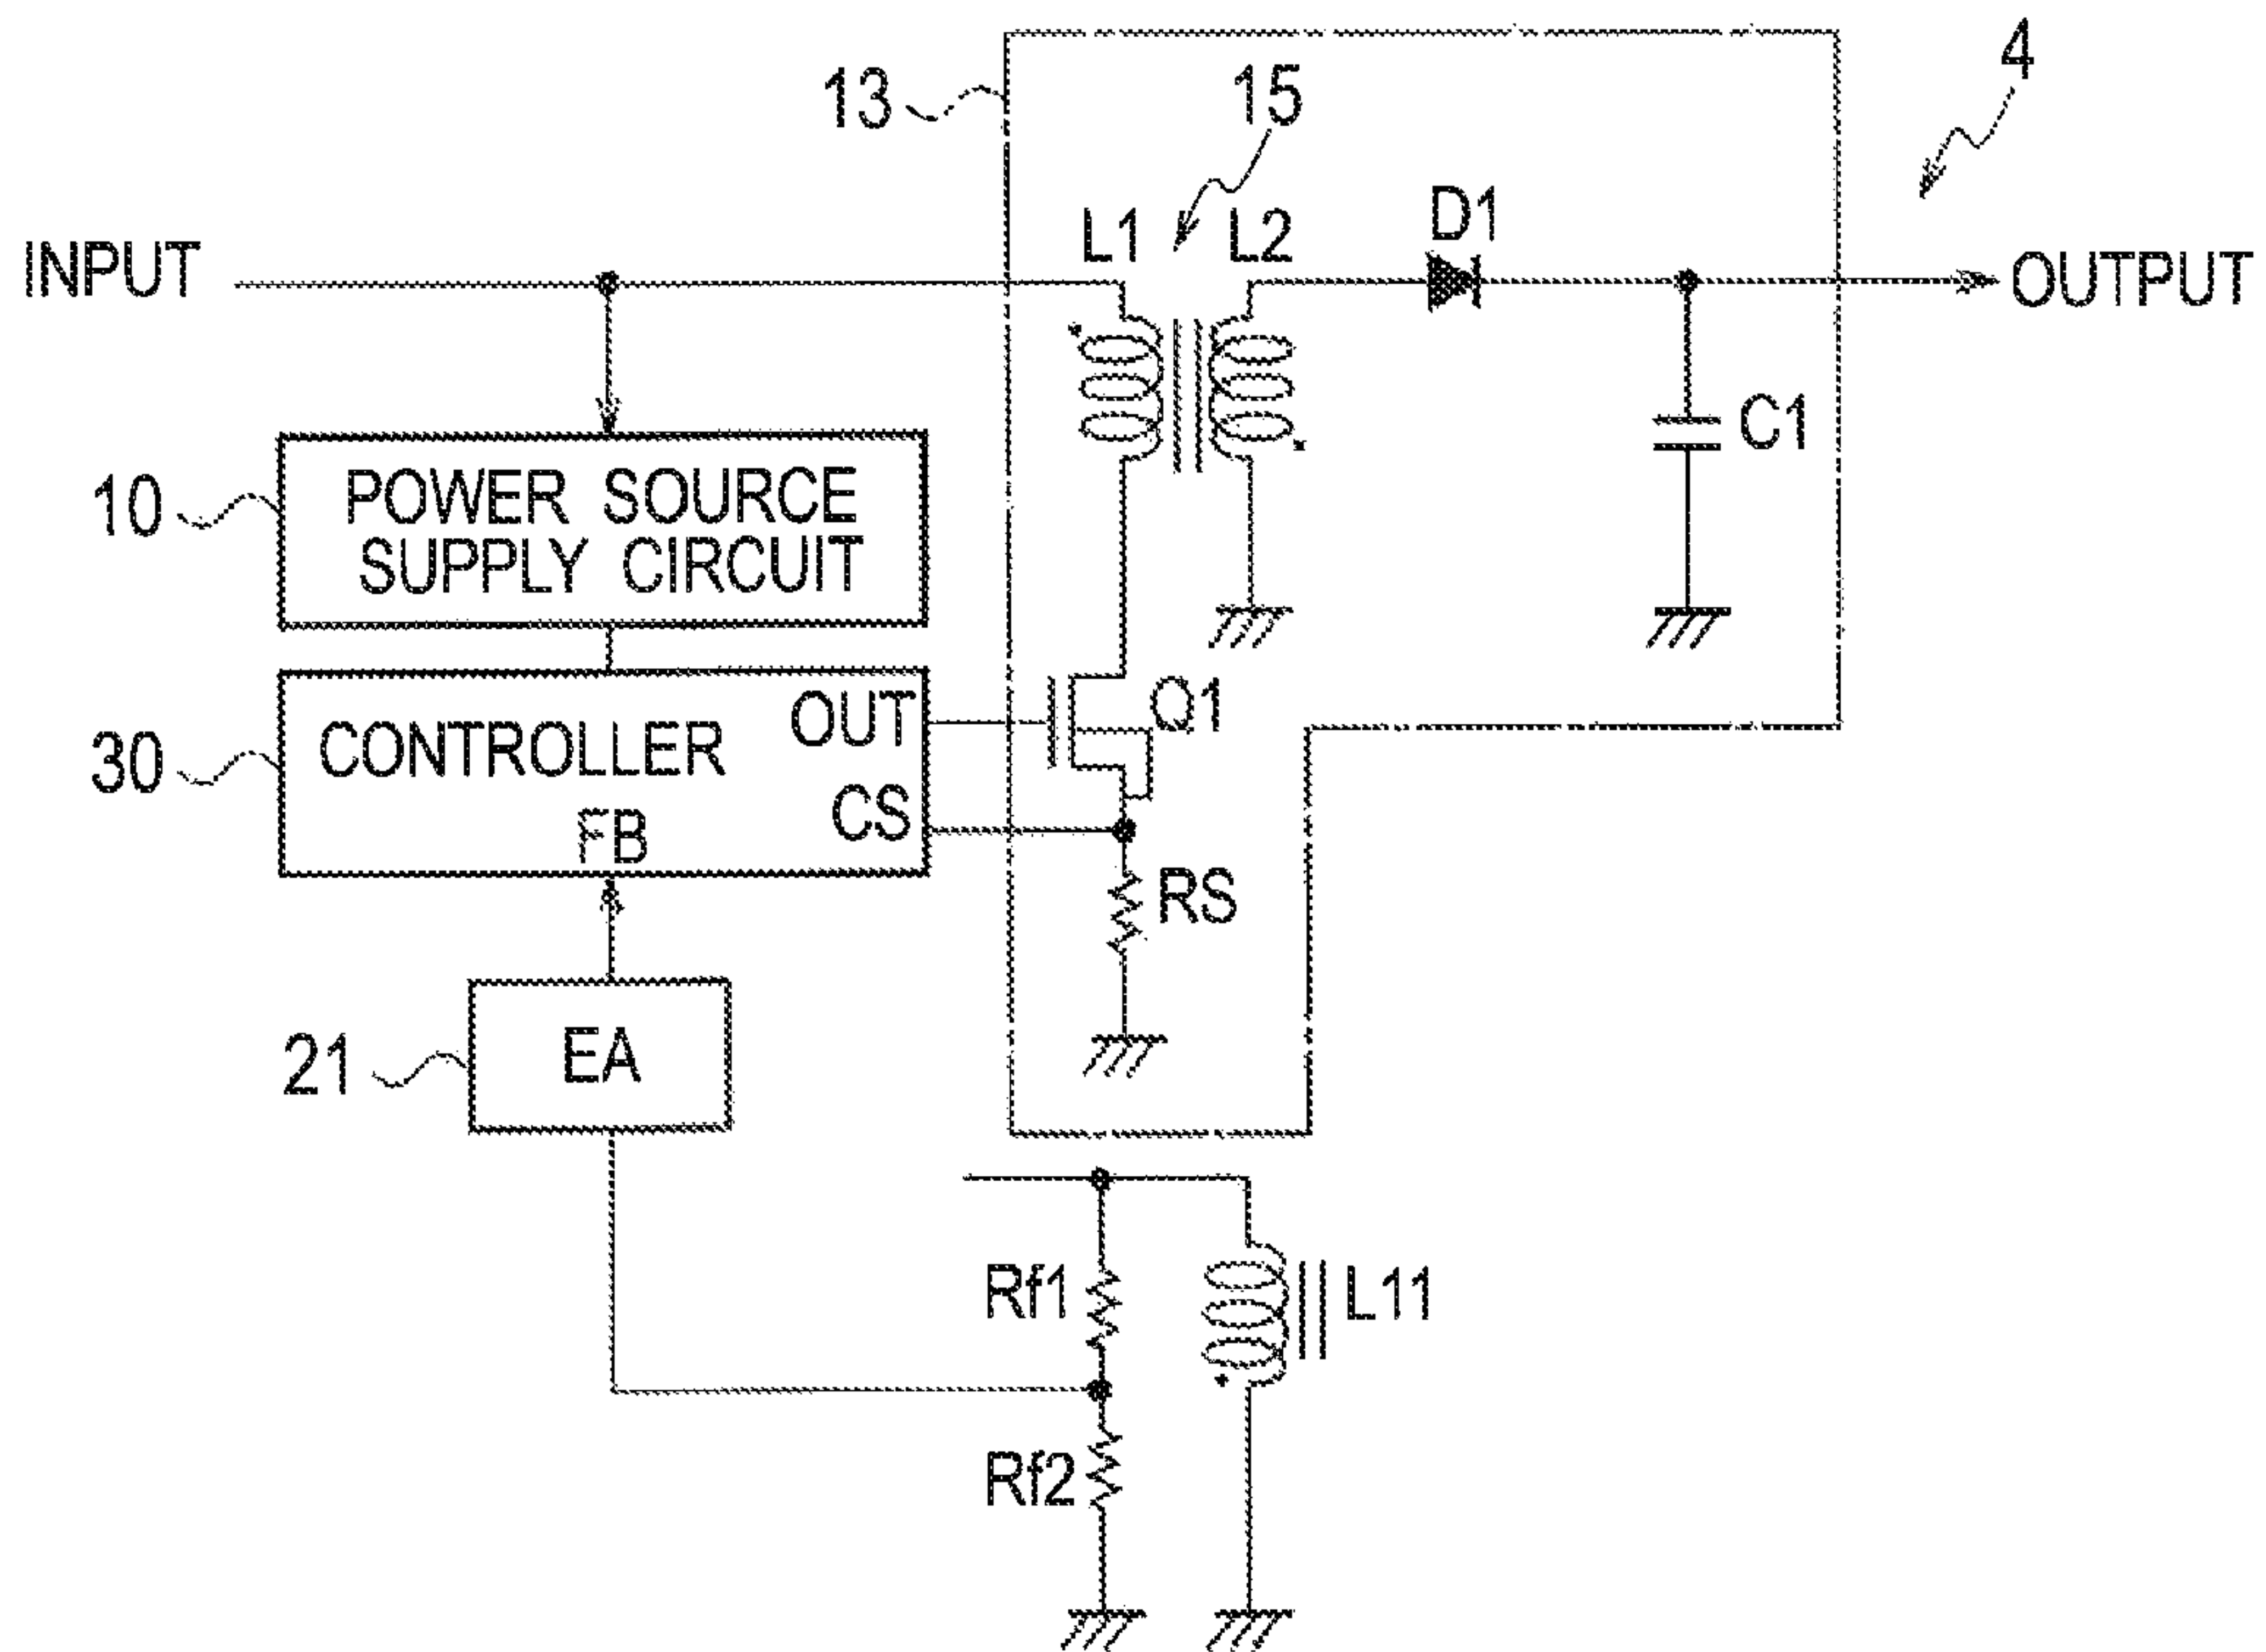 4
13
15
L1
L2
D1
INPUT
OUTPUT
C1
10
POWER SOURCE
SUPPLY CIRCUIT
OUT
Q1
30
CONTROLLER
CS
FB
RS
21
EA
Rf1
L11
Rf2